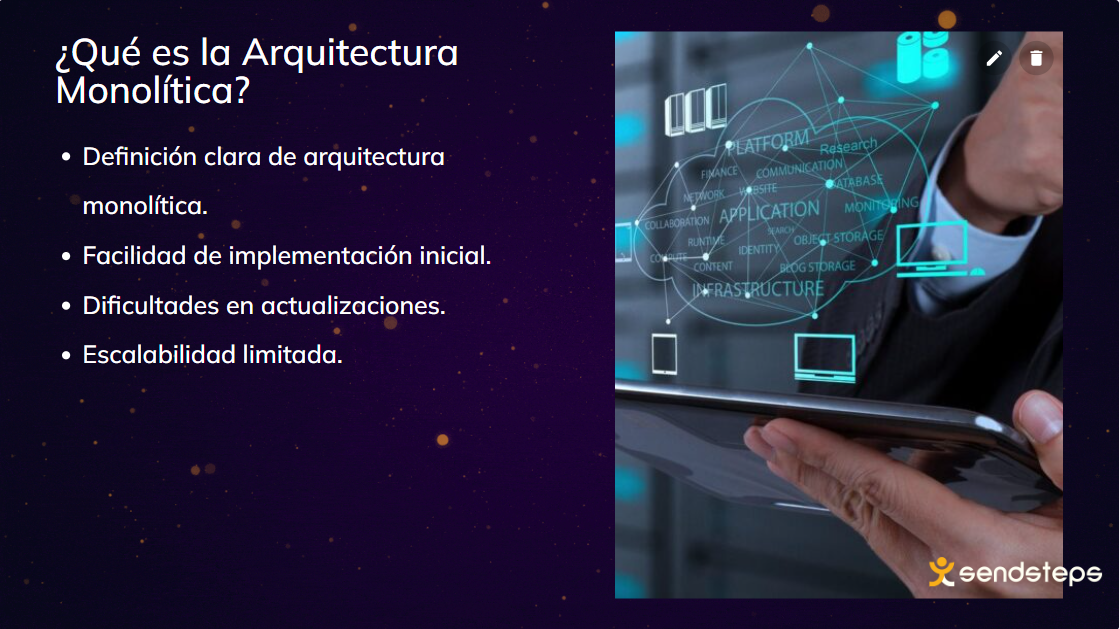 ¿Qué es la Arquitectura
Monolítica?
Definición clara de arquitectura
monolítica.
Facilidad de implementación inicial.
Dificultades en actualizaciones.
Escalabilidad limitada.
PLATFORM
Research
FINANCE
COMMUNICATION
NETWORK
WEBSITE
DATABASE
COLLABORATION
APPLICATION
MONITORING
SEARCH
RUNTIME
IDENTITY
OBJECT STORAGE
COMPUTE
CONTENT
BLOG STORAGE
INFRASTRUCTURE
sendsteps